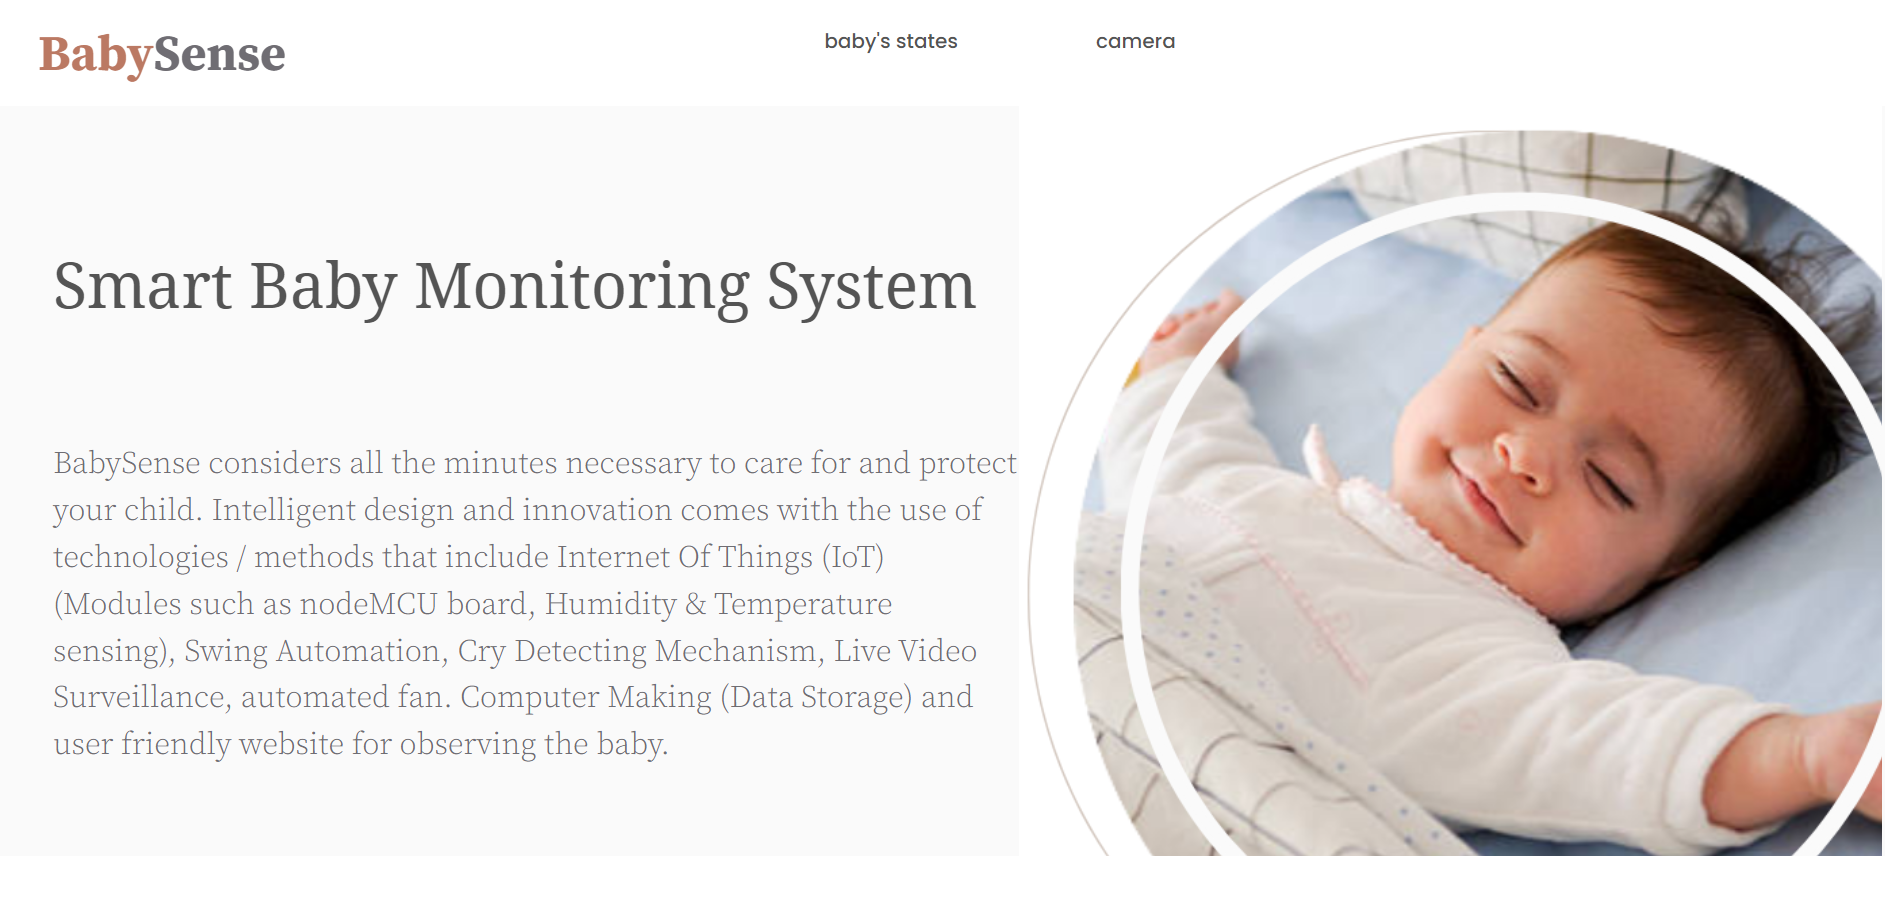 BabySense
baby's states
camera
Smart Baby Monitoring System
BabySense considers all the minutes necessary to care for and protect
your child. Intelligent design and innovation comes with the use of
technologies / methods that include Internet Of Things (IoT)
(Modules such as nodeMCU board, Humidity & Temperature
sensing), Swing Automation, Cry Detecting Mechanism, Live Video
Surveillance, automated fan. Computer Making (Data Storage) and
user friendly website for observing the baby.